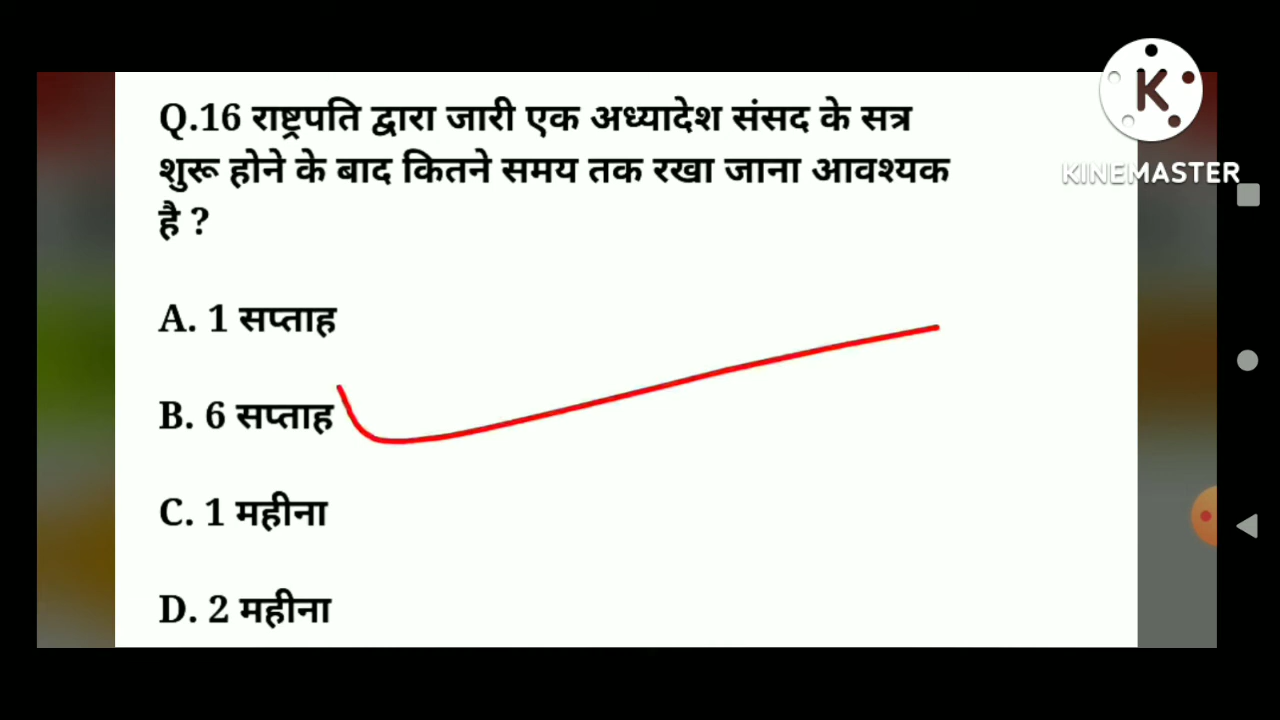 Q.16 राष्ट्रपति द्वारा जारी एक अध्यादेश संसद के सत्र
शुरू होने के बाद कितने समय तक रखा जाना आवश्यक
है ?
A. 1 सप्ताह
B. 6 सप्ताह
C. 1 महीना
D. 2 महीना
K
KINEMASTER